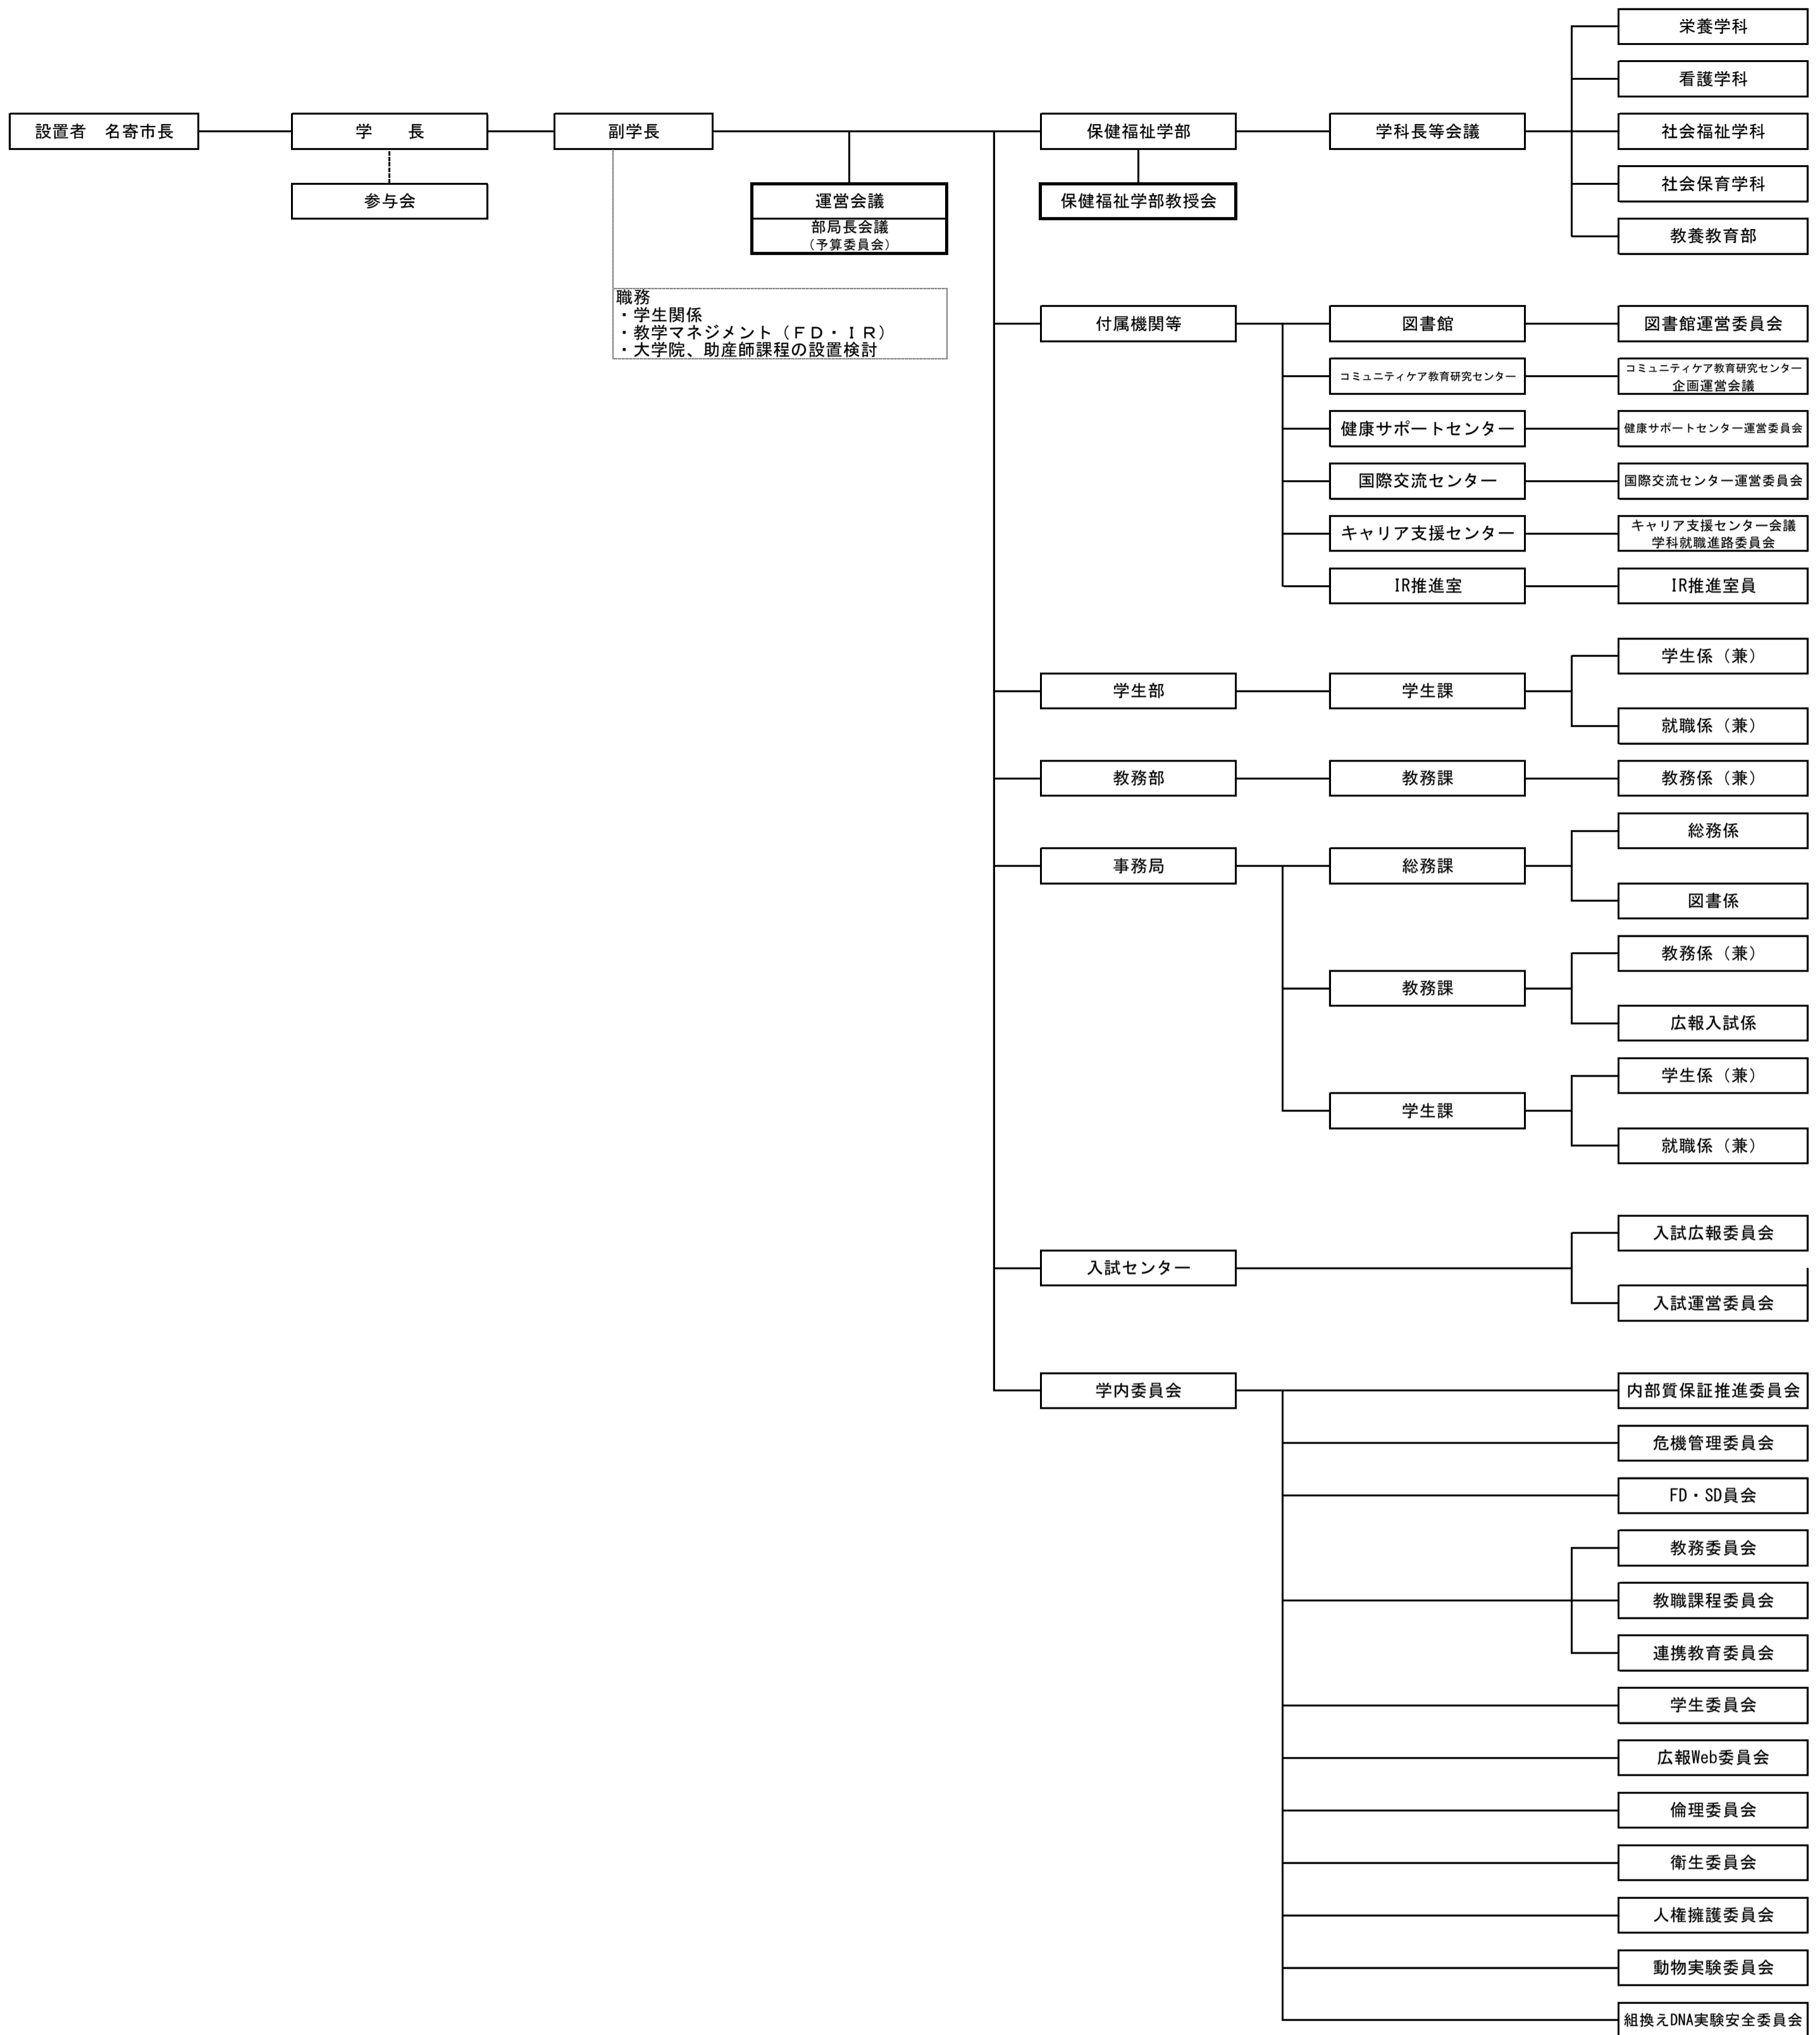 栄養学科
看護学科
設置者　名寄市長
学　　長
副学長
保健福祉学部
学科長等会議
社会福祉学科
参与会
運営会議
部局長会議
（予算委員会）
保健福祉学部教授会
社会保育学科
教養教育部
職務
・学生関係
・教学マネジメント（ＦＤ・ＩＲ）
・大学院、助産師課程の設置検討
付属機関等
図書館
図書館運営委員会
コミュニティケア教育研究センター
コミュニティケア教育研究センター
企画運営会議
健康サポートセンター
健康サポートセンター運営委員会
国際交流センター
国際交流センター運営委員会
キャリア支援センター
キャリア支援センター会議
学科就職進路委員会
IR推進室
IR推進室員
学生部
学生課
学生係（兼）
就職係（兼）
教務部
教務課
教務係（兼）
事務局
総務課
総務係
図書係
教務課
教務係（兼）
広報入試係
学生課
学生係（兼）
就職係（兼）
入試センター
入試広報委員会
入試運営委員会
学内委員会
内部質保証推進委員会
危機管理委員会
FD・SD員会
教務委員会
教職課程委員会
連携教育委員会
学生委員会
広報Web委員会
倫理委員会
衛生委員会
人権擁護委員会
動物実験委員会
組換えDNA実験安全委員会